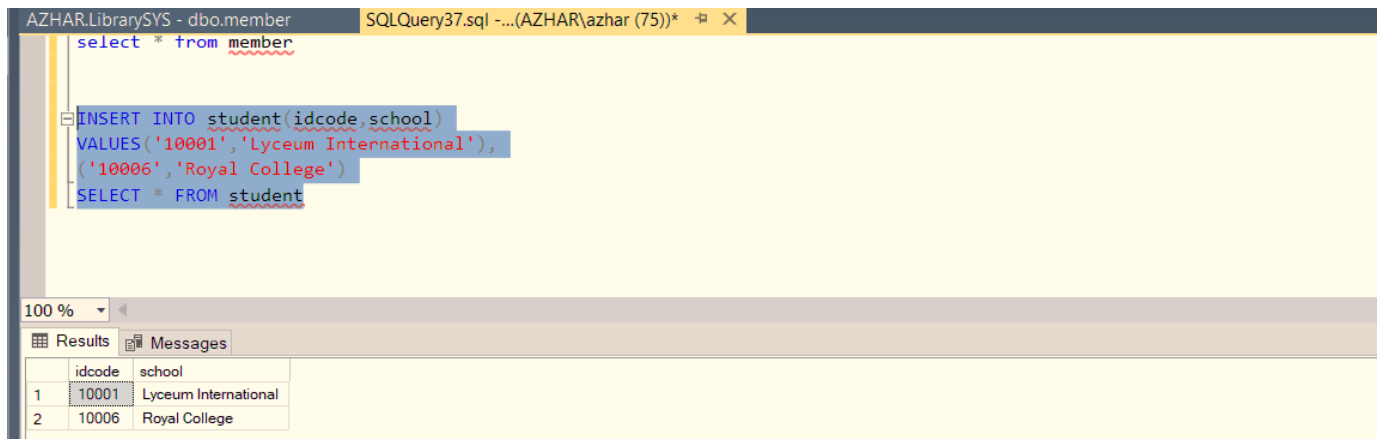 AZHAR.LibrarySYS - dbo.member SQLQuery37.sql -...(AZHAR\azhar (75))*
select * from member
INSERT INTO student(idcode,school)
VALUES('10001','Lyceum International'),
('10006','Royal College')
SELECT * FROM student
100 %
Results Messages
idcode school
1 10001 Lyceum International
2 10006 Royal College